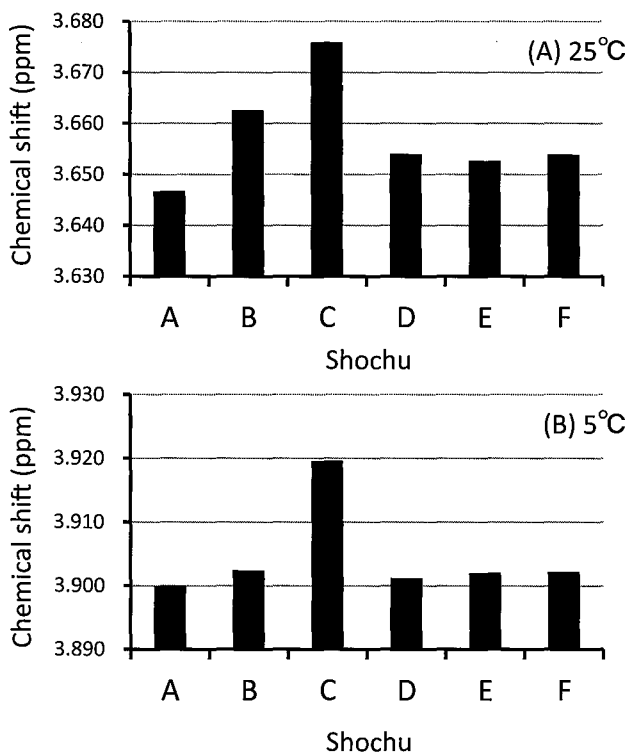 3.680
(A) 25°C
3.670
3.660
3.650
3.640
3.630
Chemical shift (ppm)
A B C D E F
Shochu
3.930
(B) 5°C
3.920
3.910
3.900
3.890
Chemical shift (ppm)
A B C D E F
Shochu